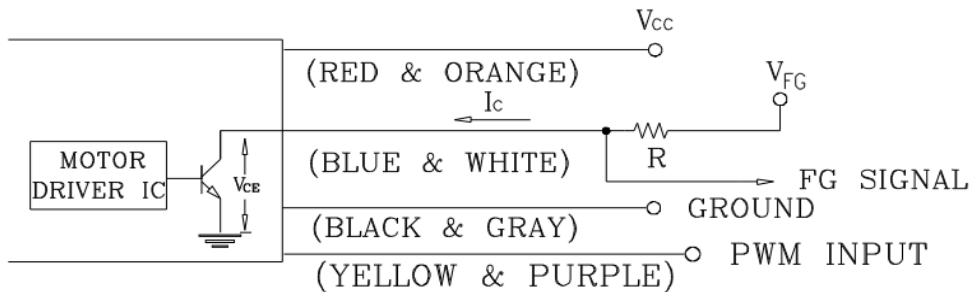 VCC
(RED & ORANGE)
VFG
IC
R
(BLUE & WHITE)
MOTOR
DRIVER IC
VCE
FG SIGNAL
GROUND
(BLACK & GRAY)
PWM INPUT
(YELLOW & PURPLE)